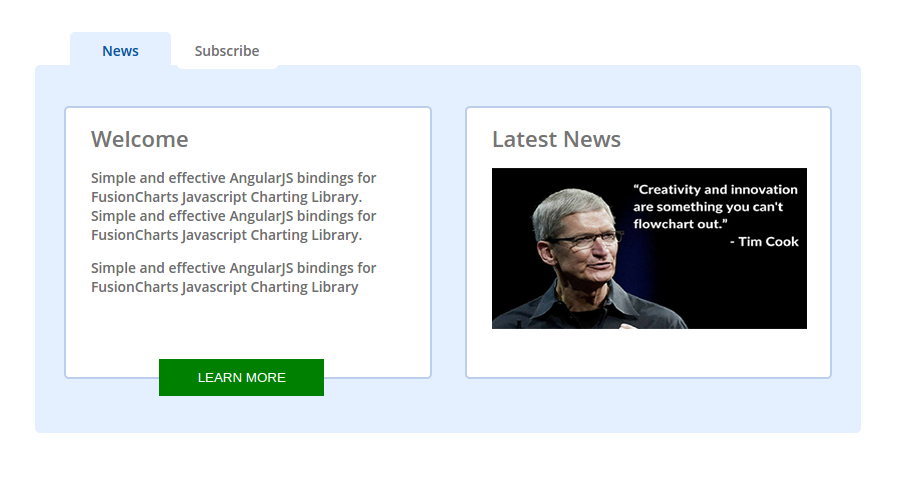 News
Subscribe
Welcome
Simple and effective AngularJS bindings for
FusionCharts Javascript Charting Library.
Simple and effective AngularJS bindings for
FusionCharts Javascript Charting Library.
Simple and effective AngularJS bindings for
FusionCharts Javascript Charting Library
LEARN MORE
Latest News
“Creativity and innovation
are something you can't
flowchart out.”
- Tim Cook